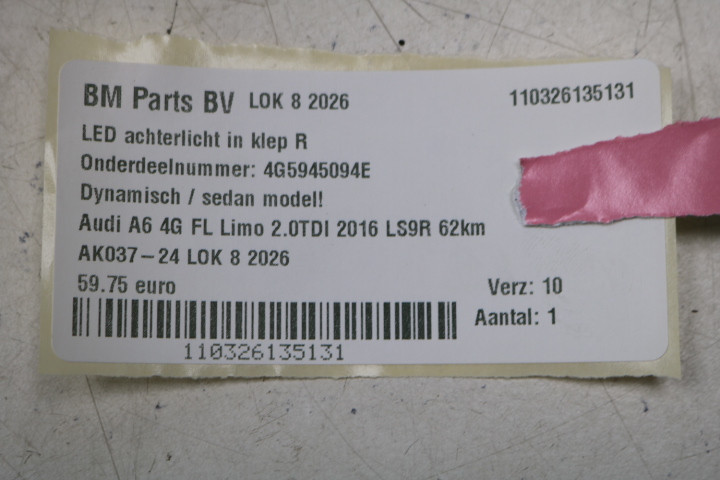 BM Parts BV LOK 8 2026 110326135131
LED achterlicht in klep R
Onderdeelnummer: 4G5945094E
Dynamisch / sedan model!
Audi A6 4G FL Limo 2.0TDI 2016 LS9R 62km
AK037-24 LOK 8 2026
59.75 euro Verz: 10
Aantal: 1
110326135131